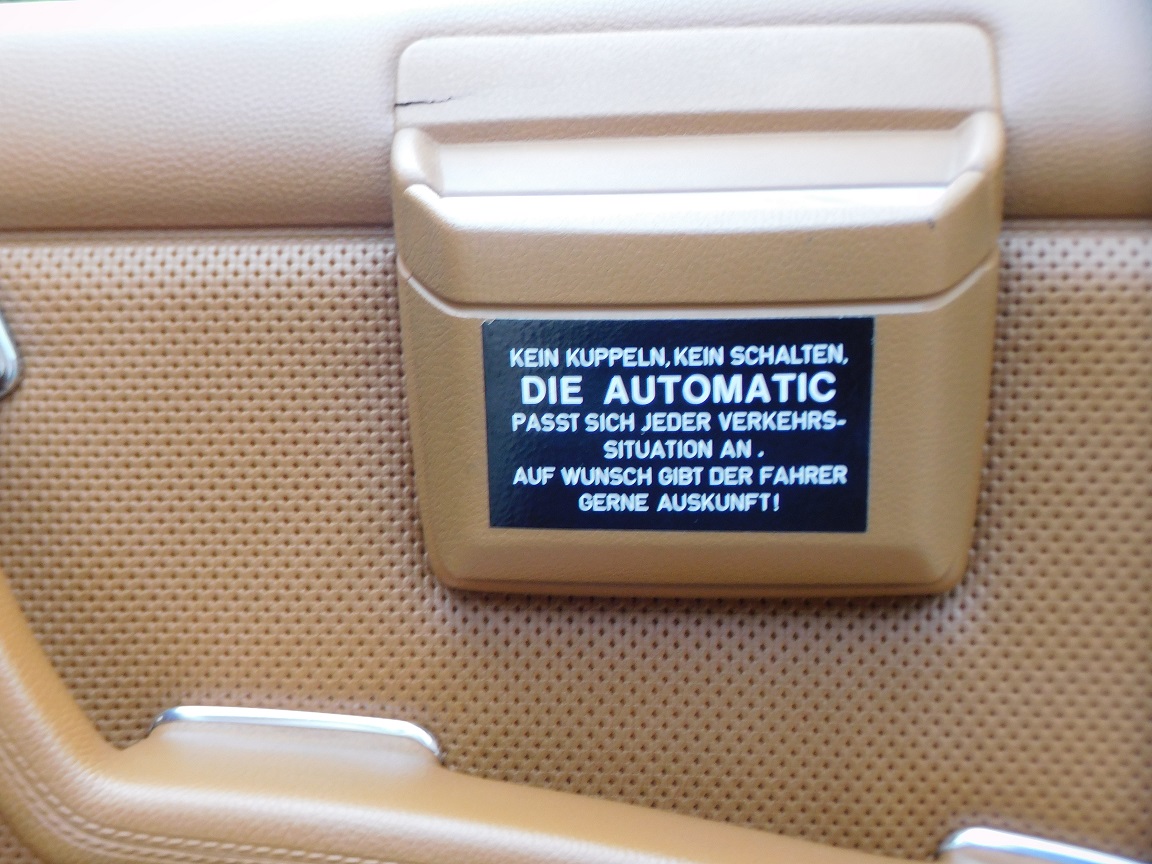 KEIN KUPPELN, KEIN SCHALTEN,
DIE AUTOMATIC
PASST SICH JEDER VERKEHRS-
SITUATION AN.
AUF WUNSCH GIBT DER FAHRER
GERNE AUSKUNFT!